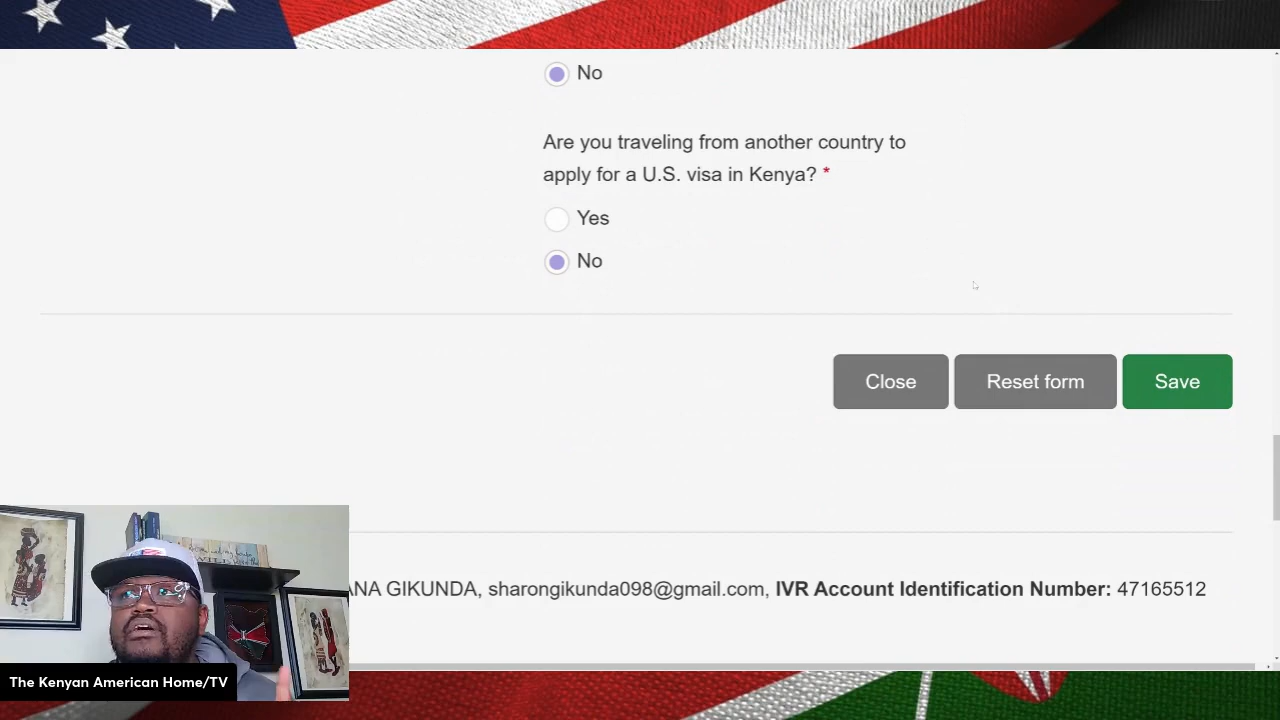 No
Are you traveling from another country to
apply for a U.S. visa in Kenya? *
Yes
No
Close Reset form Save
ANA GIKUNDA, sharongikunda098@gmail.com, IVR Account Identification Number: 47165512
The Kenyan American Home/TV